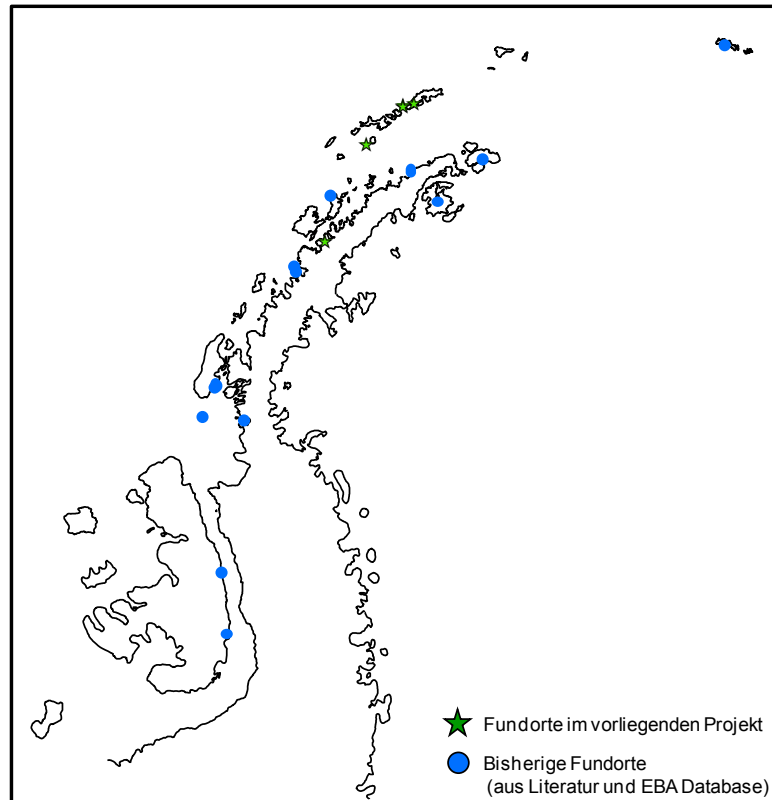 Fundorte im vorliegenden Projekt
Bisherige Fundorte
(aus Literatur und EBA Database)